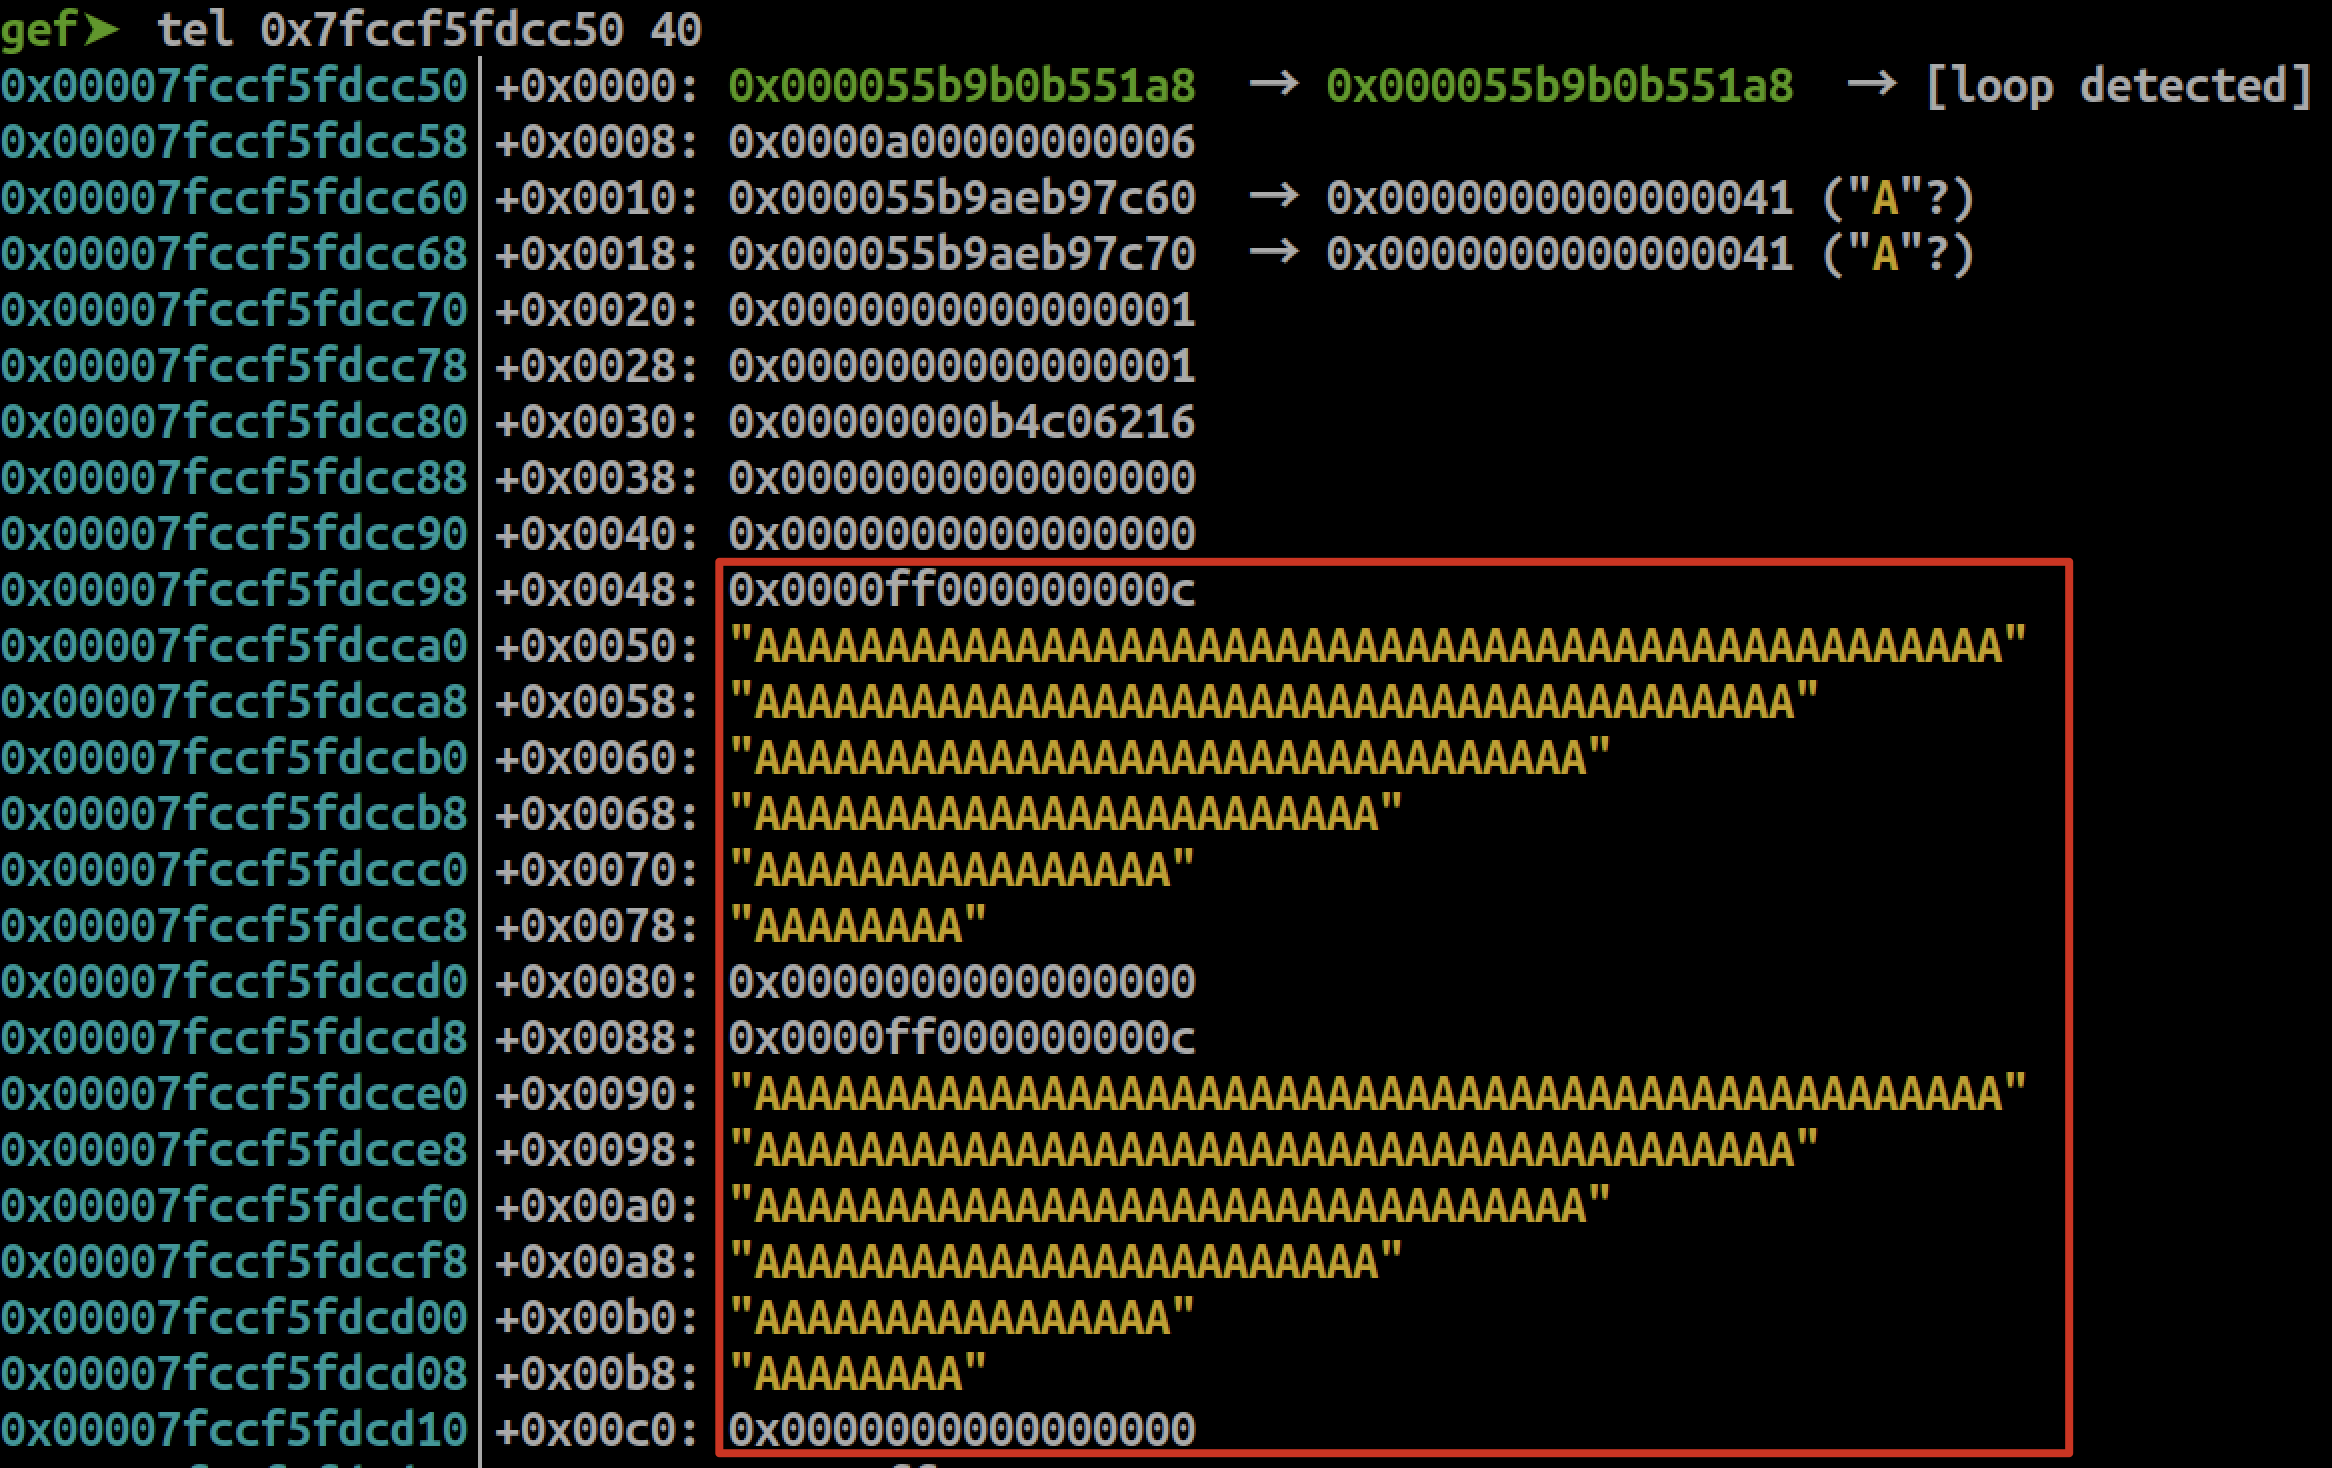 gef➤  tel 0x7fccf5fdcc50 40
0x00007fccf5fdcc50│+0x0000: 0x000055b9b0b551a8  →  0x000055b9b0b551a8  →  [loop detected]
0x00007fccf5fdcc58│+0x0008: 0x0000a00000000006
0x00007fccf5fdcc60│+0x0010: 0x000055b9aeb97c60  →  0x0000000000000041 ("A"?)
0x00007fccf5fdcc68│+0x0018: 0x000055b9aeb97c70  →  0x0000000000000041 ("A"?)
0x00007fccf5fdcc70│+0x0020: 0x0000000000000001
0x00007fccf5fdcc78│+0x0028: 0x0000000000000001
0x00007fccf5fdcc80│+0x0030: 0x00000000b4c06216
0x00007fccf5fdcc88│+0x0038: 0x0000000000000000
0x00007fccf5fdcc90│+0x0040: 0x0000000000000000
0x00007fccf5fdcc98│+0x0048: 0x0000ff000000000c
0x00007fccf5fdcca0│+0x0050: "AAAAAAAAAAAAAAAAAAAAAAAAAAAAAAAAAAAAAAAAAAAAAAAA"
0x00007fccf5fdcca8│+0x0058: "AAAAAAAAAAAAAAAAAAAAAAAAAAAAAAAAAAAAAAAA"
0x00007fccf5fdccb0│+0x0060: "AAAAAAAAAAAAAAAAAAAAAAAAAAAAAAAA"
0x00007fccf5fdccb8│+0x0068: "AAAAAAAAAAAAAAAAAAAAAAAA"
0x00007fccf5fdccc0│+0x0070: "AAAAAAAAAAAAAAAA"
0x00007fccf5fdccc8│+0x0078: "AAAAAAAA"
0x00007fccf5fdccd0│+0x0080: 0x0000000000000000
0x00007fccf5fdccd8│+0x0088: 0x0000ff000000000c
0x00007fccf5fdcce0│+0x0090: "AAAAAAAAAAAAAAAAAAAAAAAAAAAAAAAAAAAAAAAAAAAAAAAA"
0x00007fccf5fdcce8│+0x0098: "AAAAAAAAAAAAAAAAAAAAAAAAAAAAAAAAAAAAAAAA"
0x00007fccf5fdccf0│+0x00a0: "AAAAAAAAAAAAAAAAAAAAAAAAAAAAAAAA"
0x00007fccf5fdccf8│+0x00a8: "AAAAAAAAAAAAAAAAAAAAAAAA"
0x00007fccf5fdcd00│+0x00b0: "AAAAAAAAAAAAAAAA"
0x00007fccf5fdcd08│+0x00b8: "AAAAAAAA"
0x00007fccf5fdcd10│+0x00c0: 0x0000000000000000